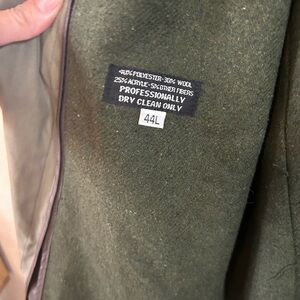 40% POLYESTER-30% WOOL
25% ACRYLIC-5% OTHER FIBERS
PROFESSIONALLY
DRY CLEAN ONLY
44L